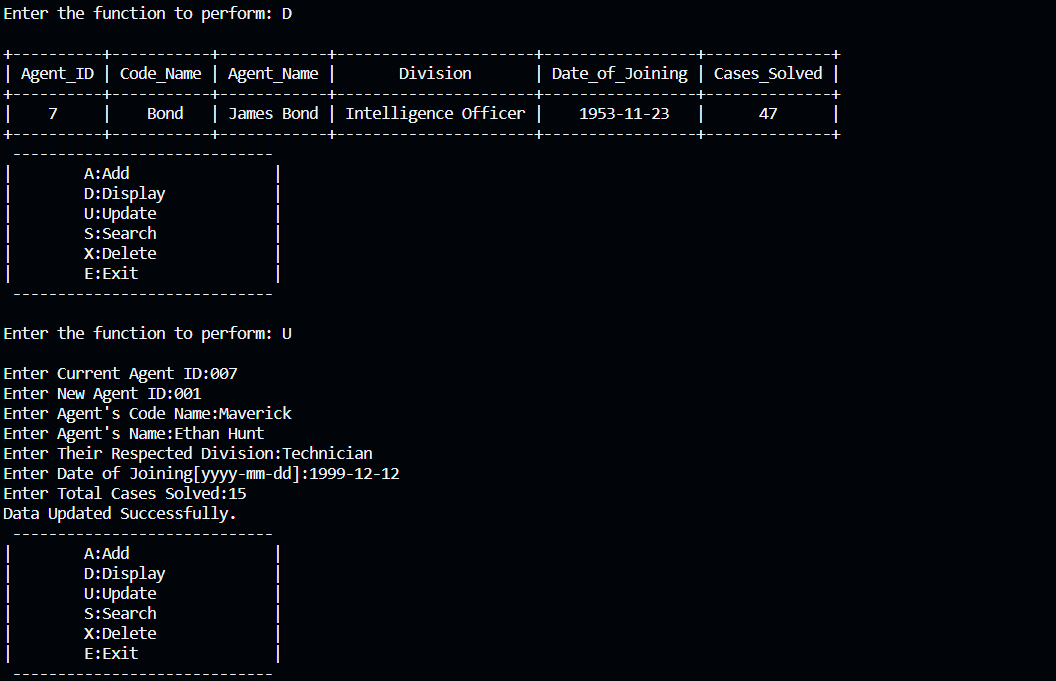 Enter the function to perform: D
+----------+-----------+------------+----------------------+-----------------+--------------+
| Agent_ID | Code_Name | Agent_Name |       Division       | Date_of_Joining | Cases_Solved |
+----------+-----------+------------+----------------------+-----------------+--------------+
|    7     |    Bond   | James Bond | Intelligence Officer |    1953-11-23   |      47      |
+----------+-----------+------------+----------------------+-----------------+--------------+
 -----------------------------
|        A:Add                |
|        D:Display            |
|        U:Update             |
|        S:Search             |
|        X:Delete             |
|        E:Exit               |
 -----------------------------
Enter the function to perform: U
Enter Current Agent ID:007
Enter New Agent ID:001
Enter Agent's Code Name:Maverick
Enter Agent's Name:Ethan Hunt
Enter Their Respected Division:Technician
Enter Date of Joining[yyyy-mm-dd]:1999-12-12
Enter Total Cases Solved:15
Data Updated Successfully.
 -----------------------------
|        A:Add                |
|        D:Display            |
|        U:Update             |
|        S:Search             |
|        X:Delete             |
|        E:Exit               |
 -----------------------------